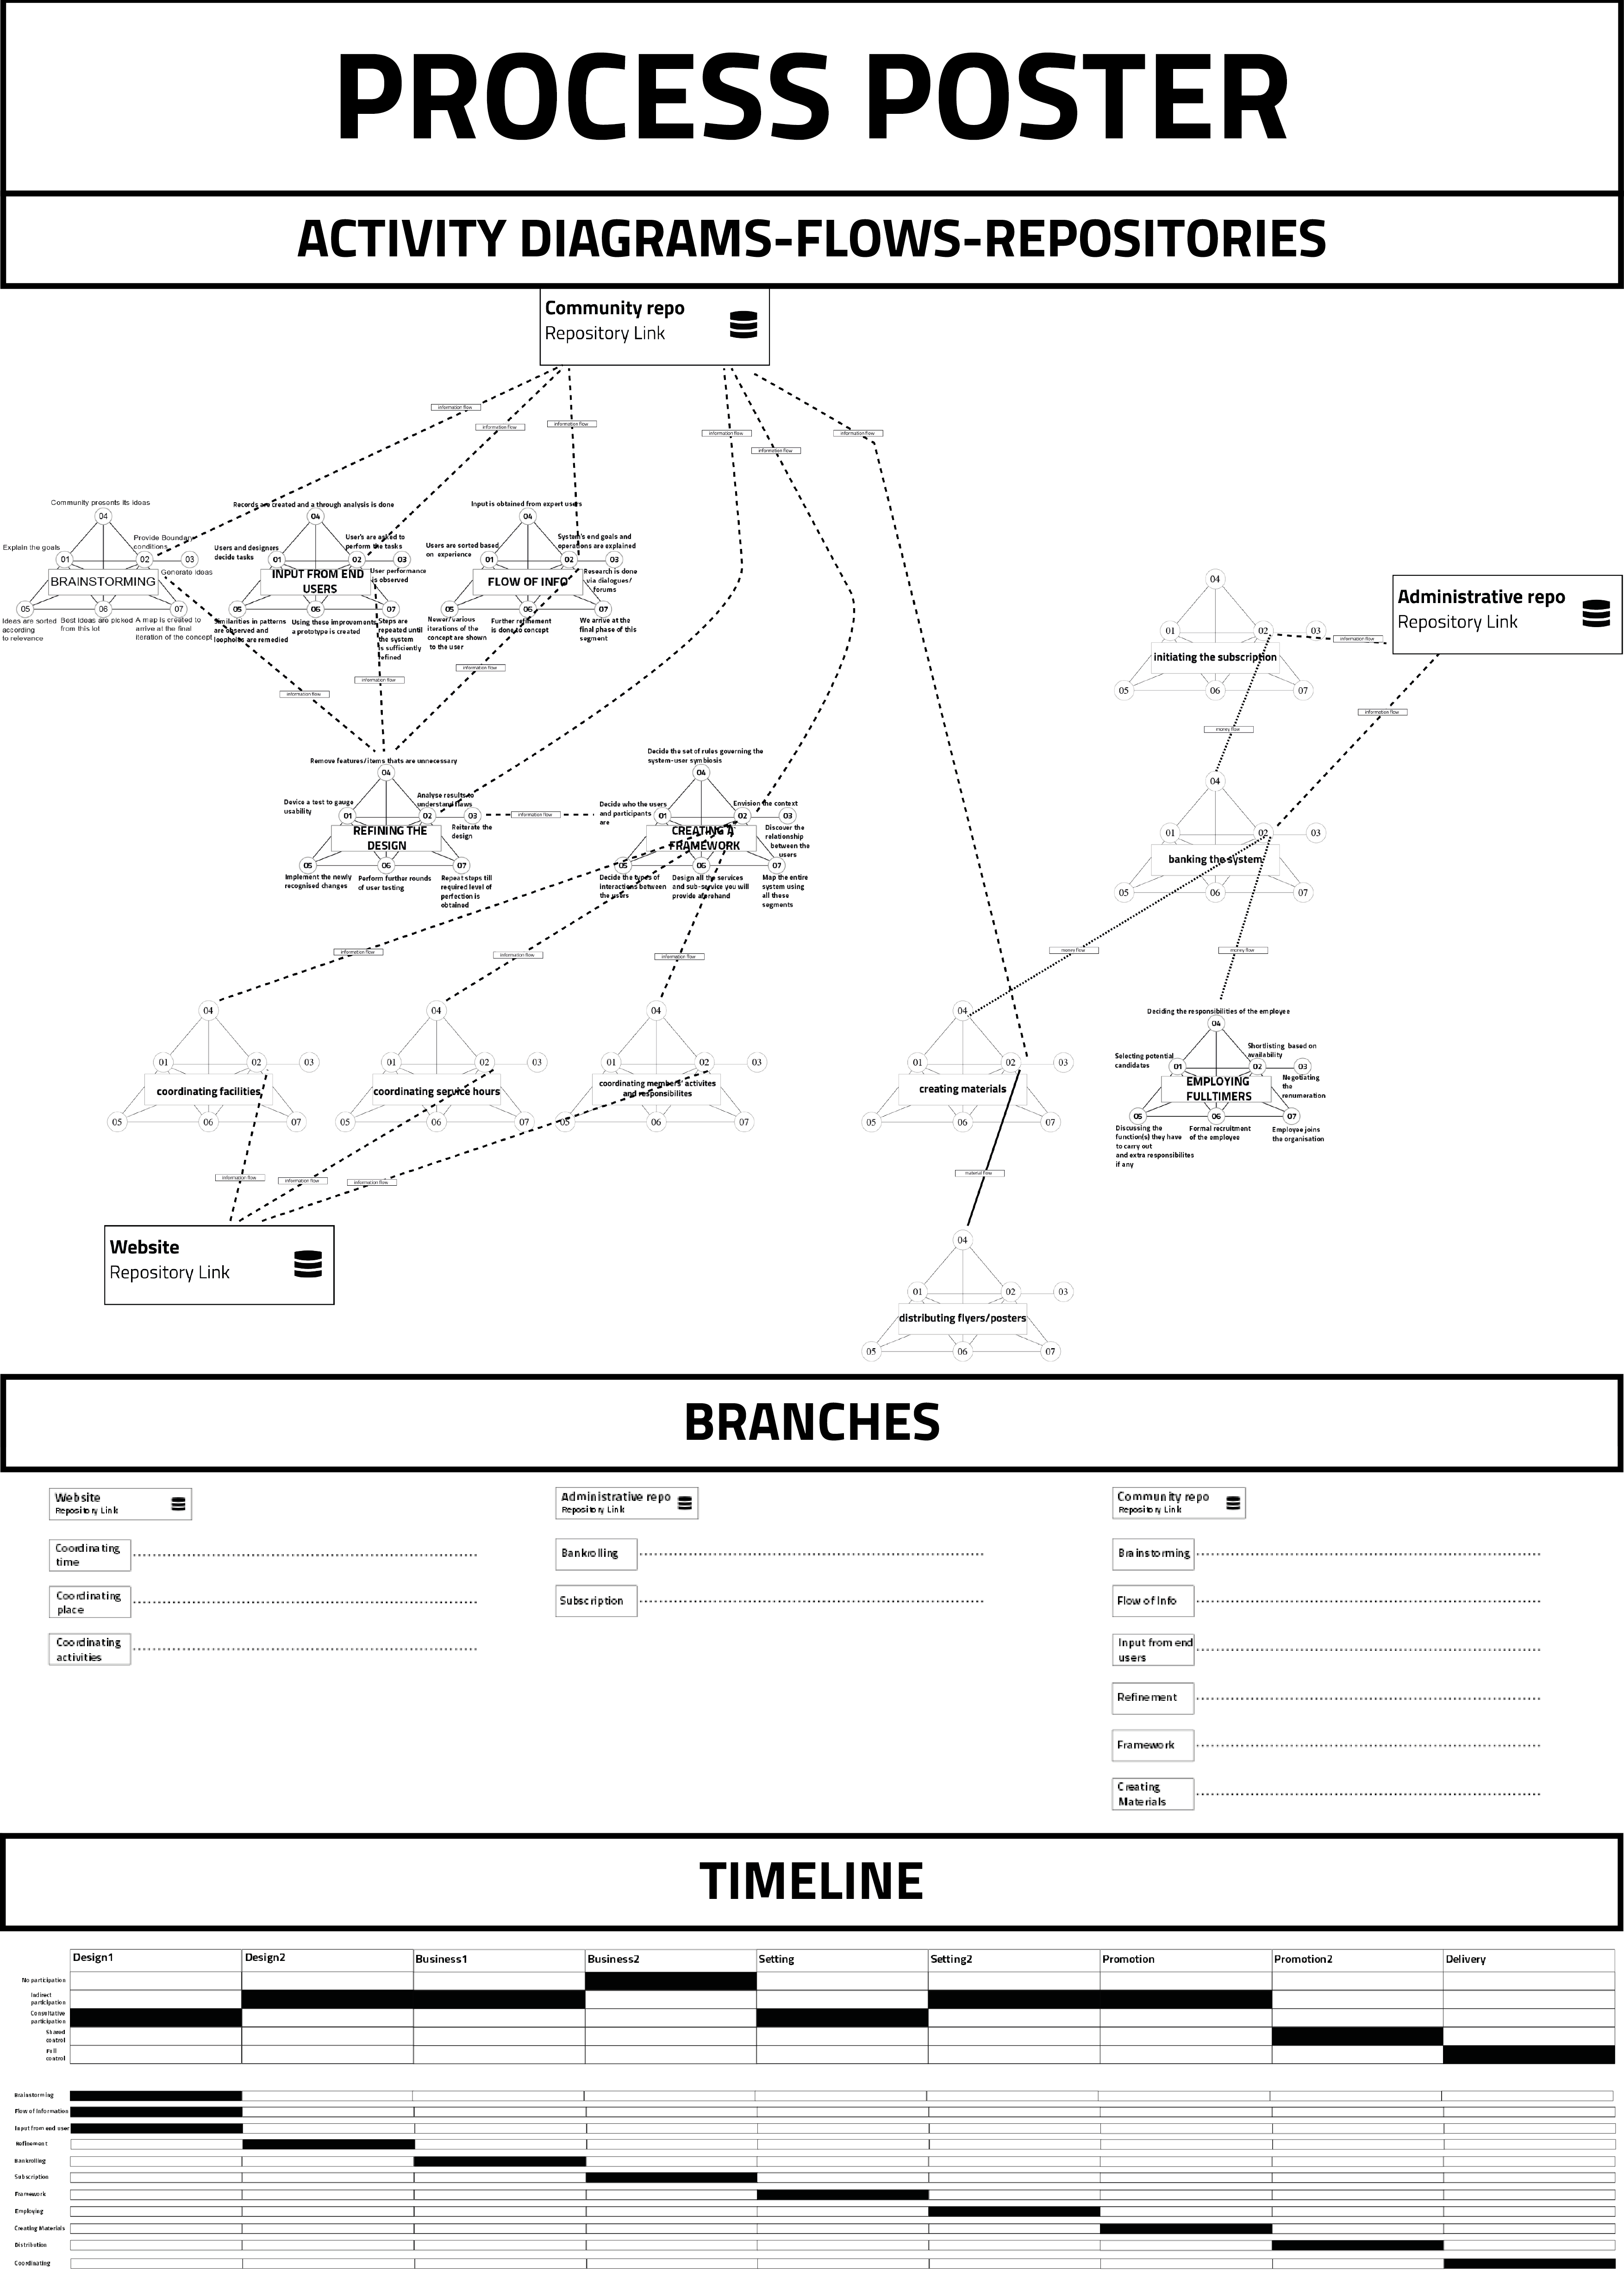 PROCESS POSTER
ACTIVITY DIAGRAMS-FLOWS-REPOSITORIES
Community repo
Repository Link
information flow
information flow
information flow
information flow
information flow
information flow
Community presents its ideas
04
Explain the goals
Provide Boundary
conditions
01
02
03
Generate Ideas
BRAINSTORMING
05
06
07
Ideas are sorted
according
to relevence
Best Ideas are picked
from this lot
A map is created to
arrive at the final
iteration of the concept
Records are created and a through analysis is done
04
Users and designers
decide tasks
User's are asked to
perform the tasks
01
02
03
User performance
is observed
INPUT FROM END
USERS
05
06
07
Similarities in patterns
are observed and
loopholes are remedied
Using these improvements
a prototype is created
Steps are
repeated until
the system
is sufficiently
refined
Input is obtained from expert users
04
Users are sorted based
on experience
System's end goals and
operations are explained
01
02
03
Research is done
via dialogues/
forums
FLOW OF INFO
05
06
07
Newer/various
iterations of the
concept are shown
to the user
Further refinement
is done to concept
We arrive at the
final phase of this
segment
information flow
information flow
information flow
04
01
02
03
initiating the subscription
05
06
07
information flow
Administrative repo
Repository Link
information flow
money flow
Remove features/items thats are unnecessary
04
Device a test to gauge
usability
Analyse results to
understand flaws
01
02
03
Reiterate the
design
REFINING THE
DESIGN
05
06
07
Implement the newly
recognised changes
Perform further rounds
of user testing
Repeat steps till
required level of
perfection is
obtained
information flow
Decide the set of rules governing the
system-user symbiosis
04
Decide who the users
and participants
are
Envision the context
01
02
03
Discover the
relationship
between the
users
CREATING A
FRAMEWORK
05
06
07
Decide the types of
interactions between
the users
Design all the services
and sub-service you will
provide aforehand
Map the entire
system using
all these
segments
04
01
02
03
banking the system
05
06
07
information flow
information flow
information flow
money flow
money flow
04
01
02
03
coordinating facilities
05
06
07
04
01
02
03
coordinating service hours
05
06
07
04
01
02
03
coordinating members' activites
and responsibilites
05
06
07
04
01
02
03
creating materials
05
06
07
Deciding the responsibilities of the employee
04
Selecting potential
candidates
Shortlisting based on
availability
01
02
03
Negotiating
the
renumeration
EMPLOYING
FULLTIMERS
05
06
07
Discussing the
function(s) they have
to carry out
and extra responsibilites
if any
Formal recruitment
of the employee
Employee joins
the organisation
information flow
information flow
information flow
material flow
Website
Repository Link
04
01
02
03
distributing flyers/posters
05
06
07
BRANCHES
Website
Repository Link
Coordinating
time
Coordinating
place
Coordinating
activities
Administrative repo
Repository Link
Bankrolling
Subscription
Community repo
Repository Link
Brainstorming
Flow of Info
Input from end
users
Refinement
Framework
Creating
Materials
TIMELINE
Design1
Design2
Business1
Business2
Setting
Setting2
Promotion
Promotion2
Delivery
No participation
Indirect
participation
Consultative
participation
Shared
control
Full
control
Brainstorming
Flow of Information
Input from end user
Refinement
Bankrolling
Subscription
Framework
Employing
Creating Materials
Distribution
Coordinating